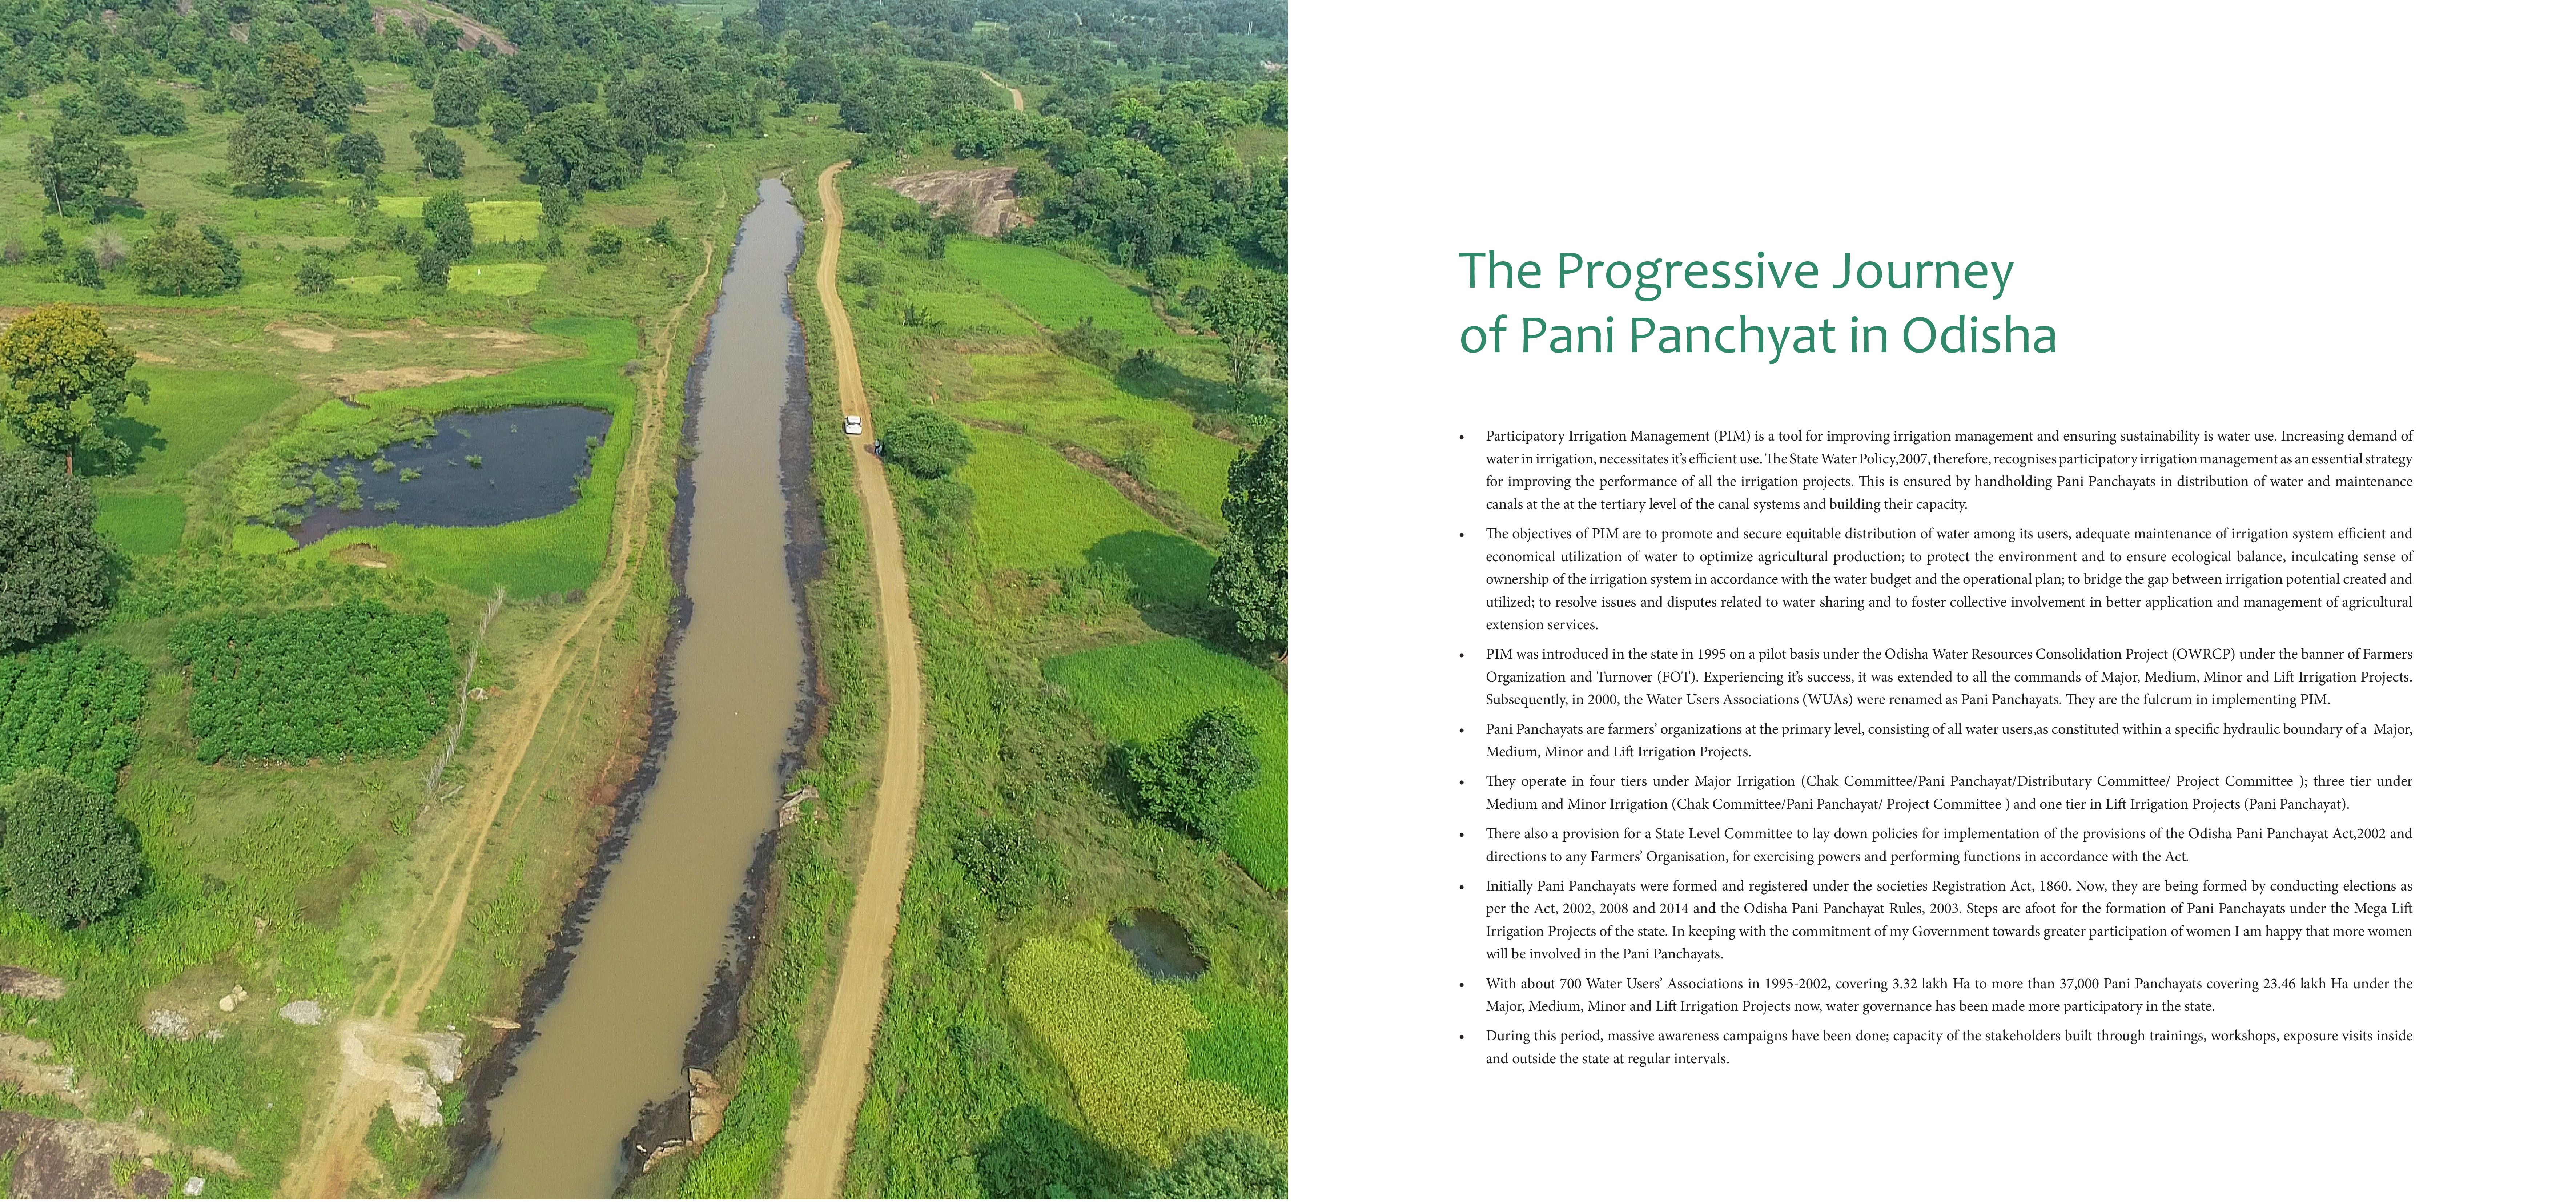 The Progressive Journey
of Pani Panchyat in Odisha
• Participatory Irrigation Management (PIM) is a tool for improving irrigation management and ensuring sustainability is water use. Increasing demand of
water in irrigation, necessitates it's efficient use. The State Water Policy,2007, therefore, recognises participatory irrigation management as an essential strategy
for improving the performance of all the irrigation projects. This is ensured by handholding Pani Panchayats in distribution of water and maintenance
canals at the at the tertiary level of the canal systems and building their capacity.
• The objectives of PIM are to promote and secure equitable distribution of water among its users, adequate maintenance of irrigation system efficient and
economical utilization of water to optimize agricultural production; to protect the environment and to ensure ecological balance, inculcating sense of
ownership of the irrigation system in accordance with the water budget and the operational plan; to bridge the gap between irrigation potential created and
utilized; to resolve issues and disputes related to water sharing and to foster collective involvement in better application and management of agricultural
extension services.
• PIM was introduced in the state in 1995 on a pilot basis under the Odisha Water Resources Consolidation Project (OWRCP) under the banner of Farmers
Organization and Turnover (FOT). Experiencing it's success, it was extended to all the commands of Major, Medium, Minor and Lift Irrigation Projects.
Subsequently, in 2000, the Water Users Associations (WUAs) were renamed as Pani Panchayats. They are the fulcrum in implementing PIM.
• Pani Panchayats are farmers' organizations at the primary level, consisting of all water users,as constituted within a specific hydraulic boundary of a Major,
Medium, Minor and Lift Irrigation Projects.
• They operate in four tiers under Major Irrigation (Chak Committee/Pani Panchayat/Distributary Committee/ Project Committee ); three tier under
Medium and Minor Irrigation (Chak Committee/Pani Panchayat/ Project Committee ) and one tier in Lift Irrigation Projects (Pani Panchayat).
• There also a provision for a State Level Committee to lay down policies for implementation of the provisions of the Odisha Pani Panchayat Act,2002 and
directions to any Farmers' Organisation, for exercising powers and performing functions in accordance with the Act.
• Initially Pani Panchayats were formed and registered under the societies Registration Act, 1860. Now, they are being formed by conducting elections as
per the Act, 2002, 2008 and 2014 and the Odisha Pani Panchayat Rules, 2003. Steps are afoot for the formation of Pani Panchayats under the Mega Lift
Irrigation Projects of the state. In keeping with the commitment of my Government towards greater participation of women I am happy that more women
will be involved in the Pani Panchayats.
• With about 700 Water Users' Associations in 1995-2002, covering 3.32 lakh Ha to more than 37,000 Pani Panchayats covering 23.46 lakh Ha under the
Major, Medium, Minor and Lift Irrigation Projects now, water governance has been made more participatory in the state.
• During this period, massive awareness campaigns have been done; capacity of the stakeholders built through trainings, workshops, exposure visits inside
and outside the state at regular intervals.